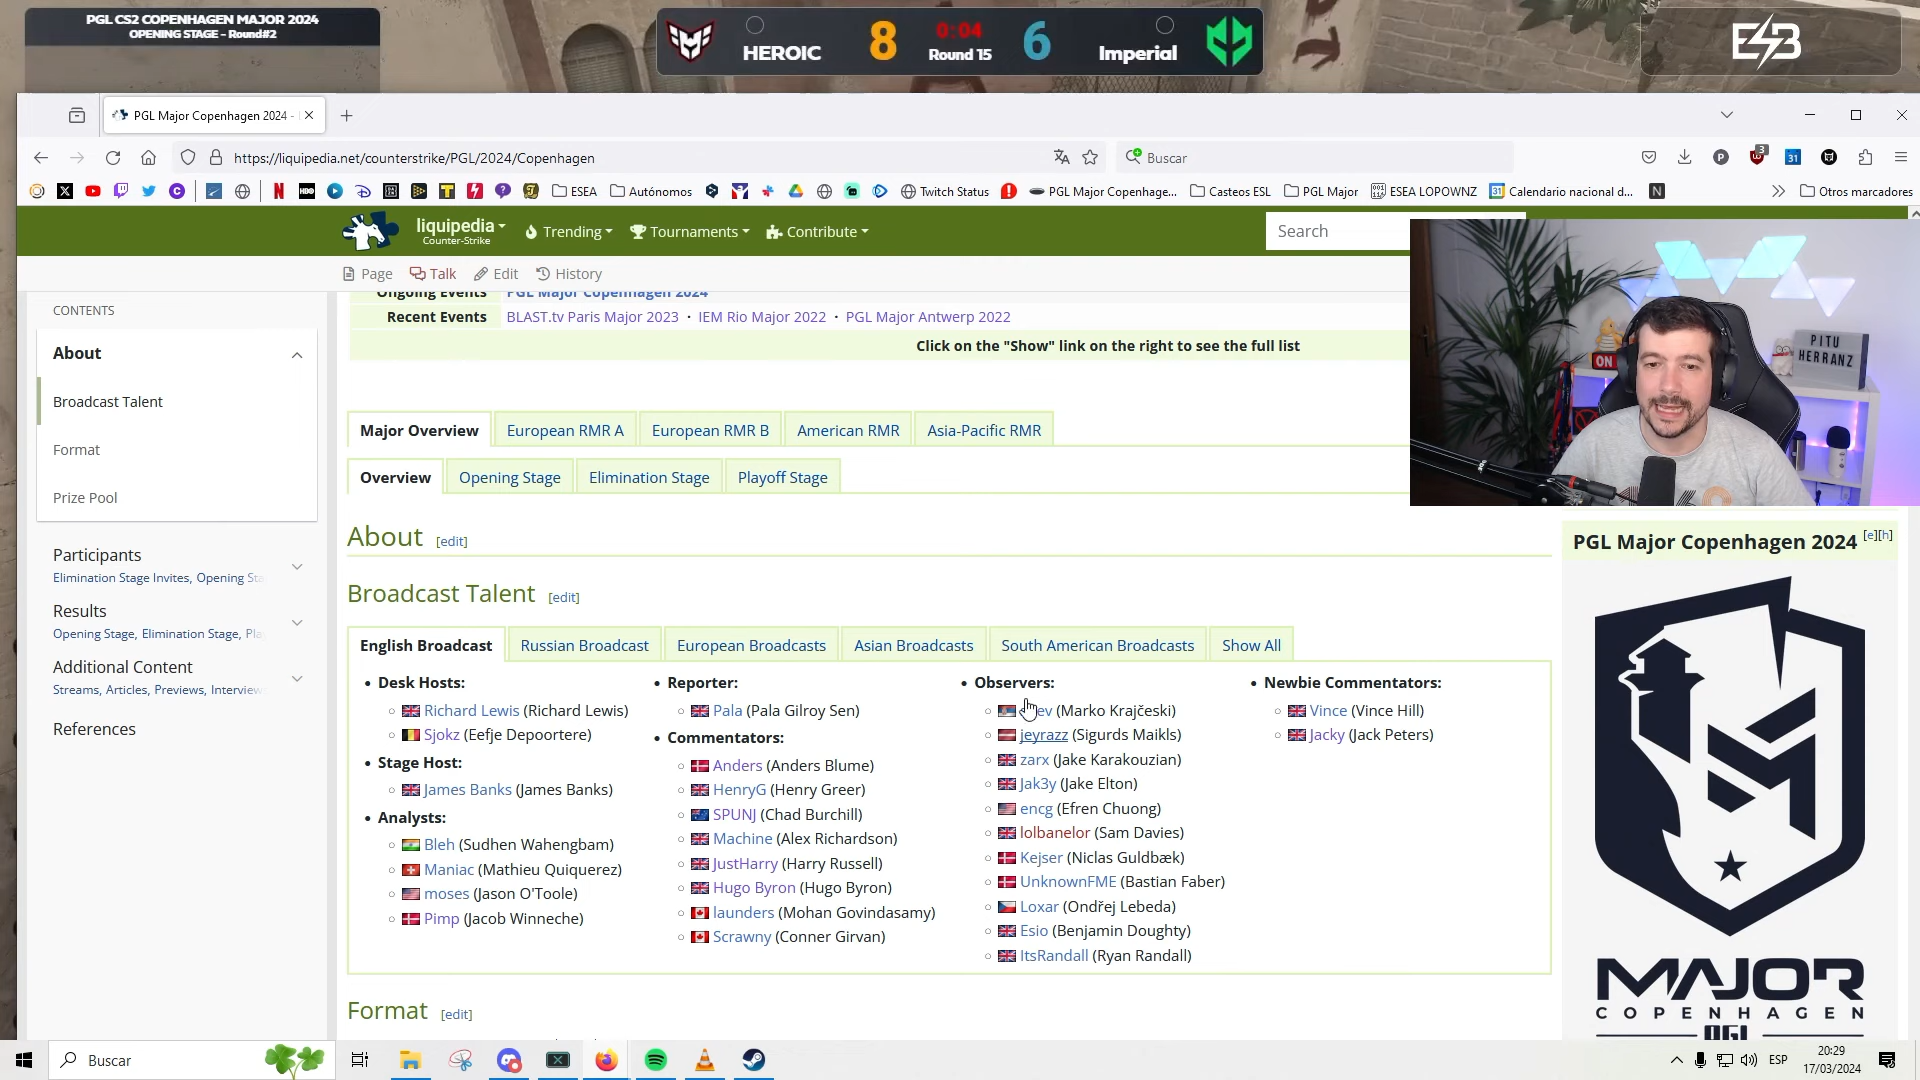 PGL CS2 COPENHAGEN MAJOR 2024
OPENING STAGE - Round#2
HEROIC
8
0:04
Round 15
6
Imperial
PGL Major Copenhagen 2024 -
https://liquipedia.net/counterstrike/PGL/2024/Copenhagen
Buscar
3
31
ESEA
Autónomos
Twitch Status
PGL Major Copenhage...
Casteos ESL
PGL Major
ESEA LOPOWNZ
Calendario nacional d...
Otros marcadores
liquipedia
Counter-Strike
Trending
Tournaments
Contribute
Search
Page
Talk
Edit
History
CONTENTS
About
Broadcast Talent
Format
Prize Pool
Participants
Elimination Stage Invites, Opening Sta
Results
Opening Stage, Elimination Stage, Pla
Additional Content
Streams, Articles, Previews, Interview
References
Ongoing Events PGL Major Copenhagen 2024
Recent Events BLAST.tv Paris Major 2023 • IEM Rio Major 2022 • PGL Major Antwerp 2022
Click on the "Show" link on the right to see the full list
Major Overview
European RMR A
European RMR B
American RMR
Asia-Pacific RMR
Overview
Opening Stage
Elimination Stage
Playoff Stage
About [edit]
Broadcast Talent [edit]
English Broadcast
Russian Broadcast
European Broadcasts
Asian Broadcasts
South American Broadcasts
Show All
Desk Hosts:
Richard Lewis (Richard Lewis)
Sjokz (Eefje Depoortere)
Stage Host:
James Banks (James Banks)
Analysts:
Bleh (Sudhen Wahengbam)
Maniac (Mathieu Quiquerez)
moses (Jason O'Toole)
Pimp (Jacob Winneche)
Reporter:
Pala (Pala Gilroy Sen)
Commentators:
Anders (Anders Blume)
HenryG (Henry Greer)
SPUNJ (Chad Burchill)
Machine (Alex Richardson)
JustHarry (Harry Russell)
Hugo Byron (Hugo Byron)
launders (Mohan Govindasamy)
Scrawny (Conner Girvan)
Observers:
(Marko Krajčeski)
jeyrazz (Sigurds Maikls)
zarx (Jake Karakouzian)
Jak3y (Jake Elton)
encg (Efren Chuong)
lolbanelor (Sam Davies)
Kejser (Niclas Guldbæk)
UnknownFME (Bastian Faber)
Loxar (Ondřej Lebeda)
Esio (Benjamin Doughty)
ItsRandall (Ryan Randall)
Newbie Commentators:
Vince (Vince Hill)
Jacky (Jack Peters)
Format [edit]
ON
PITU
HERRANZ
PGL Major Copenhagen 2024 [e][h]
MAJOR
COPENHAGEN
PGL
Buscar
ESP
20:29
17/03/2024